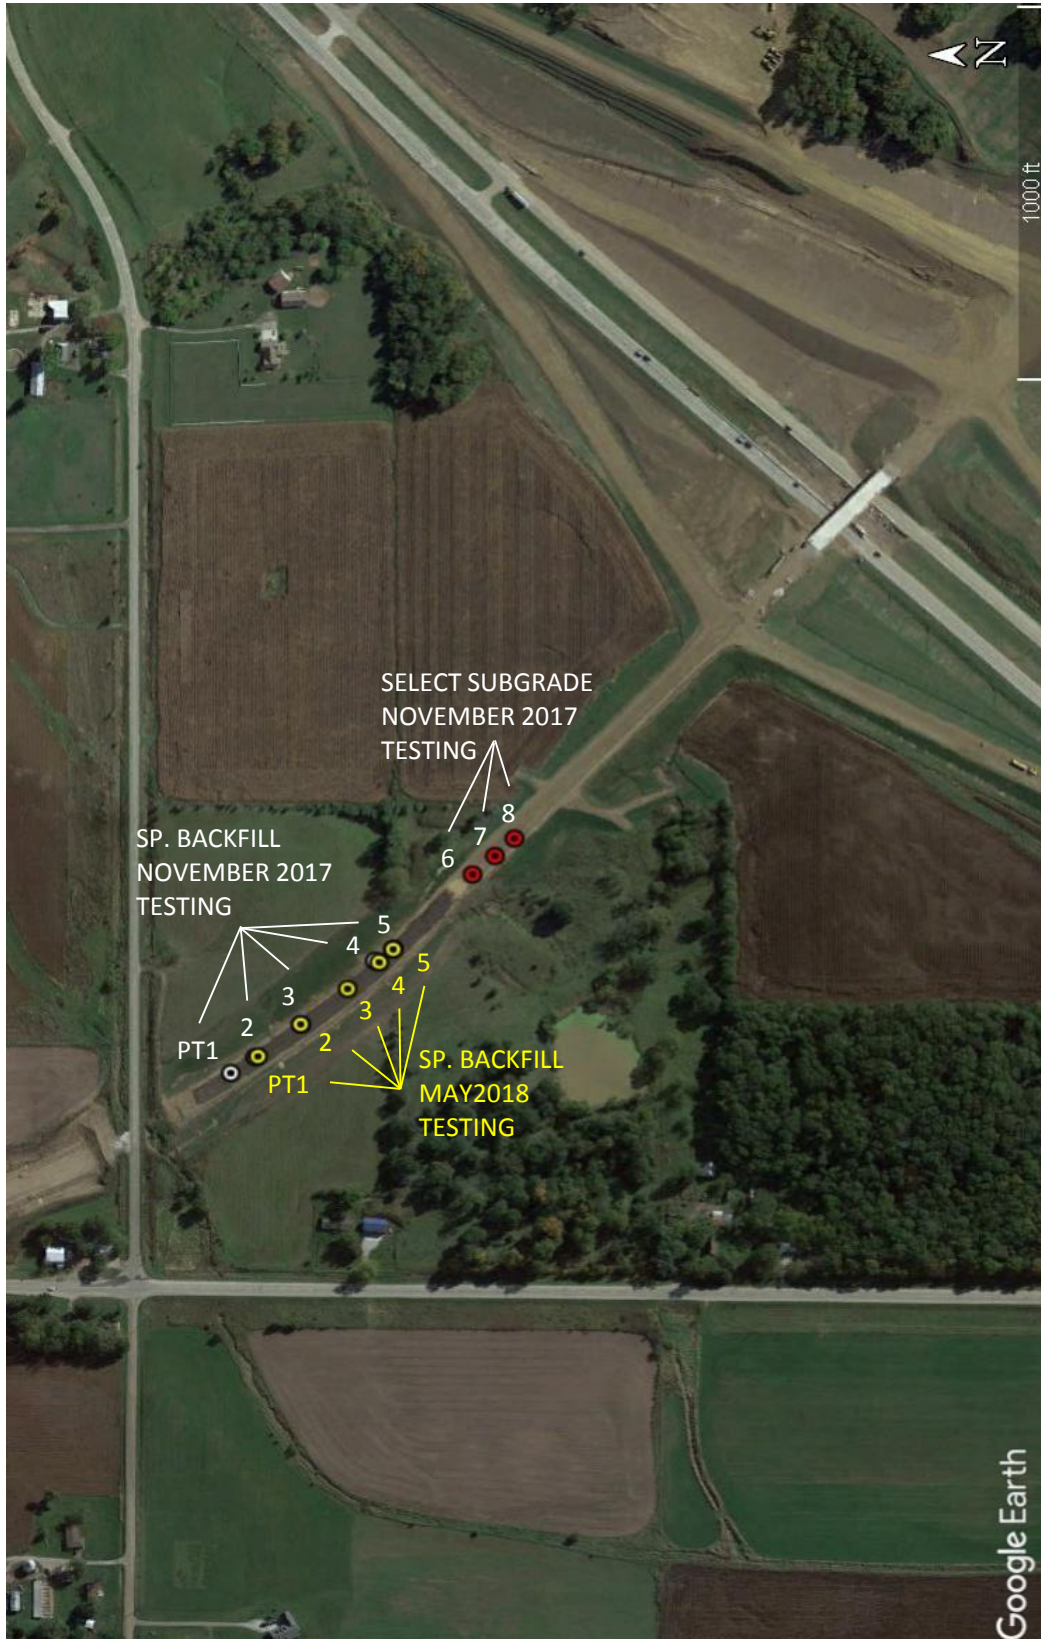 N
1000 ft
SELECT SUBGRADE
NOVEMBER 2017
TESTING
8
7
6
SP. BACKFILL
NOVEMBER 2017
TESTING
5
4
3
2
PT1
5
4
3
2
PT1
SP. BACKFILL
MAY2018
TESTING
Google Earth